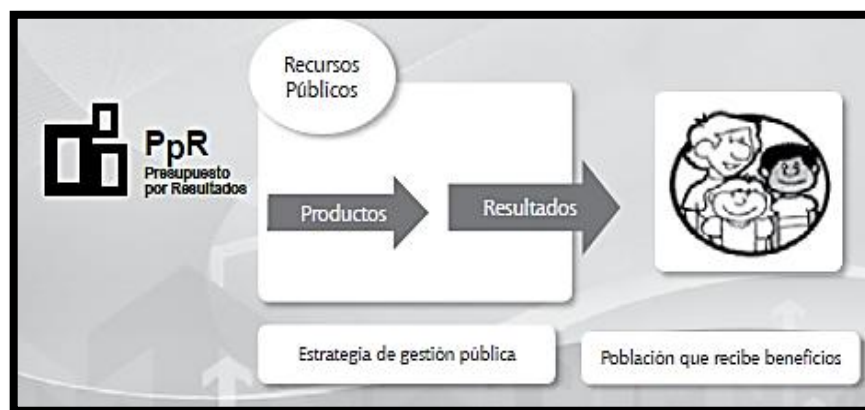 Recursos
Públicos
PpR
Presupuesto
por Resultados
Productos
Resultados
Estrategia de gestión pública
Población que recibe beneficios